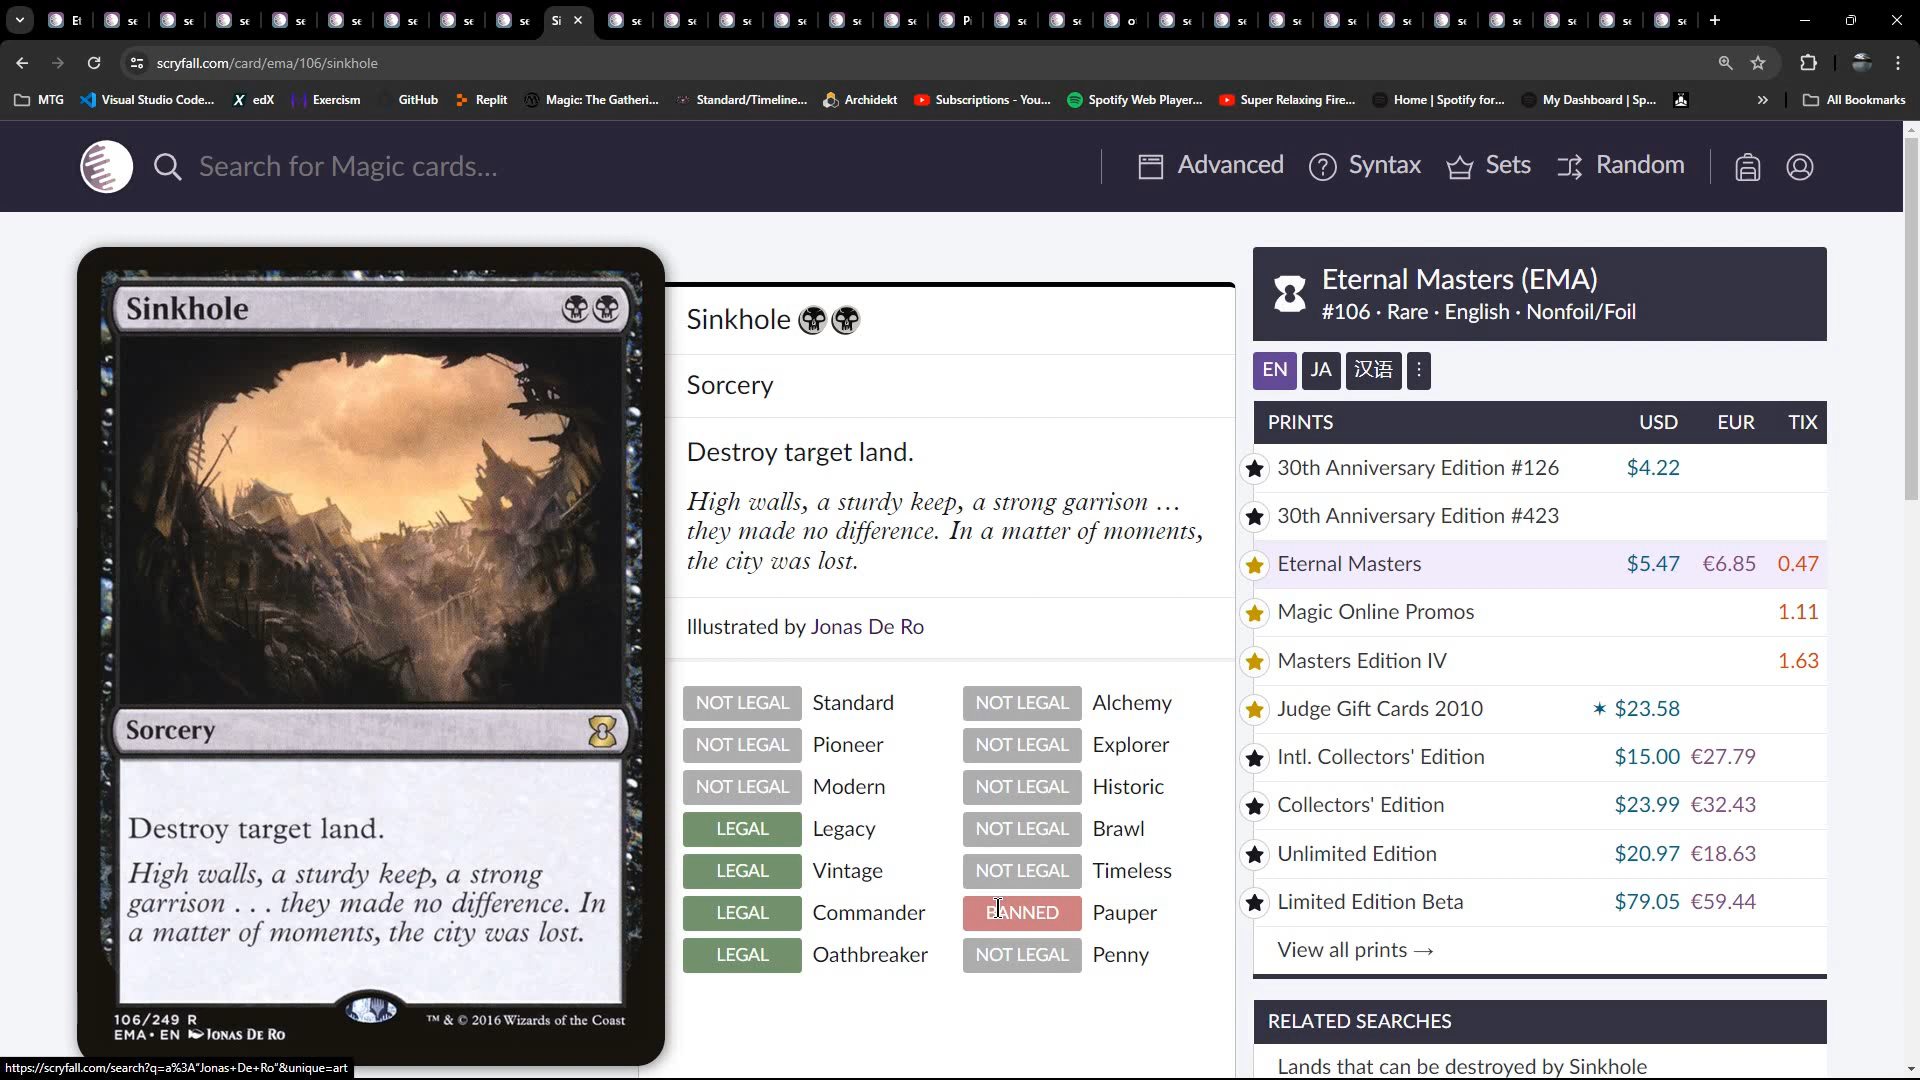 Si
scryfall.com/card/ema/106/sinkhole
MTG
Visual Studio Code...
edX
Exercism
GitHub
Replit
Magic: The Gatheri...
Standard/Timeline...
Archidekt
Subscriptions - You...
Spotify Web Player...
Super Relaxing Fire...
Home | Spotify for...
My Dashboard | Sp...
All Bookmarks
Search for Magic cards...
Advanced
Syntax
Sets
Random
Sinkhole
Sorcery
Destroy target land.
High walls, a sturdy keep, a strong
garrison . . . they made no difference. In
a matter of moments, the city was lost.
106/249 R
EMA • EN JONAS DE RO
™ & © 2016 Wizards of the Coast
Sinkhole
Sorcery
Destroy target land.
High walls, a sturdy keep, a strong garrison …
they made no difference. In a matter of moments,
the city was lost.
Illustrated by Jonas De Ro
NOT LEGAL Standard NOT LEGAL Alchemy
NOT LEGAL Pioneer NOT LEGAL Explorer
NOT LEGAL Modern NOT LEGAL Historic
LEGAL Legacy NOT LEGAL Brawl
LEGAL Vintage NOT LEGAL Timeless
LEGAL Commander BANNED Pauper
LEGAL Oathbreaker NOT LEGAL Penny
Eternal Masters (EMA)
#106 · Rare · English · Nonfoil/Foil
EN JA 汉语
PRINTS USD EUR TIX
30th Anniversary Edition #126 $4.22
30th Anniversary Edition #423
Eternal Masters $5.47 €6.85 0.47
Magic Online Promos 1.11
Masters Edition IV 1.63
Judge Gift Cards 2010 $23.58
Intl. Collectors' Edition $15.00 €27.79
Collectors' Edition $23.99 €32.43
Unlimited Edition $20.97 €18.63
Limited Edition Beta $79.05 €59.44
View all prints →
RELATED SEARCHES
Lands that can be destroyed by Sinkhole
https://scryfall.com/search?q=a%3A"Jonas+De+Ro"&unique=art